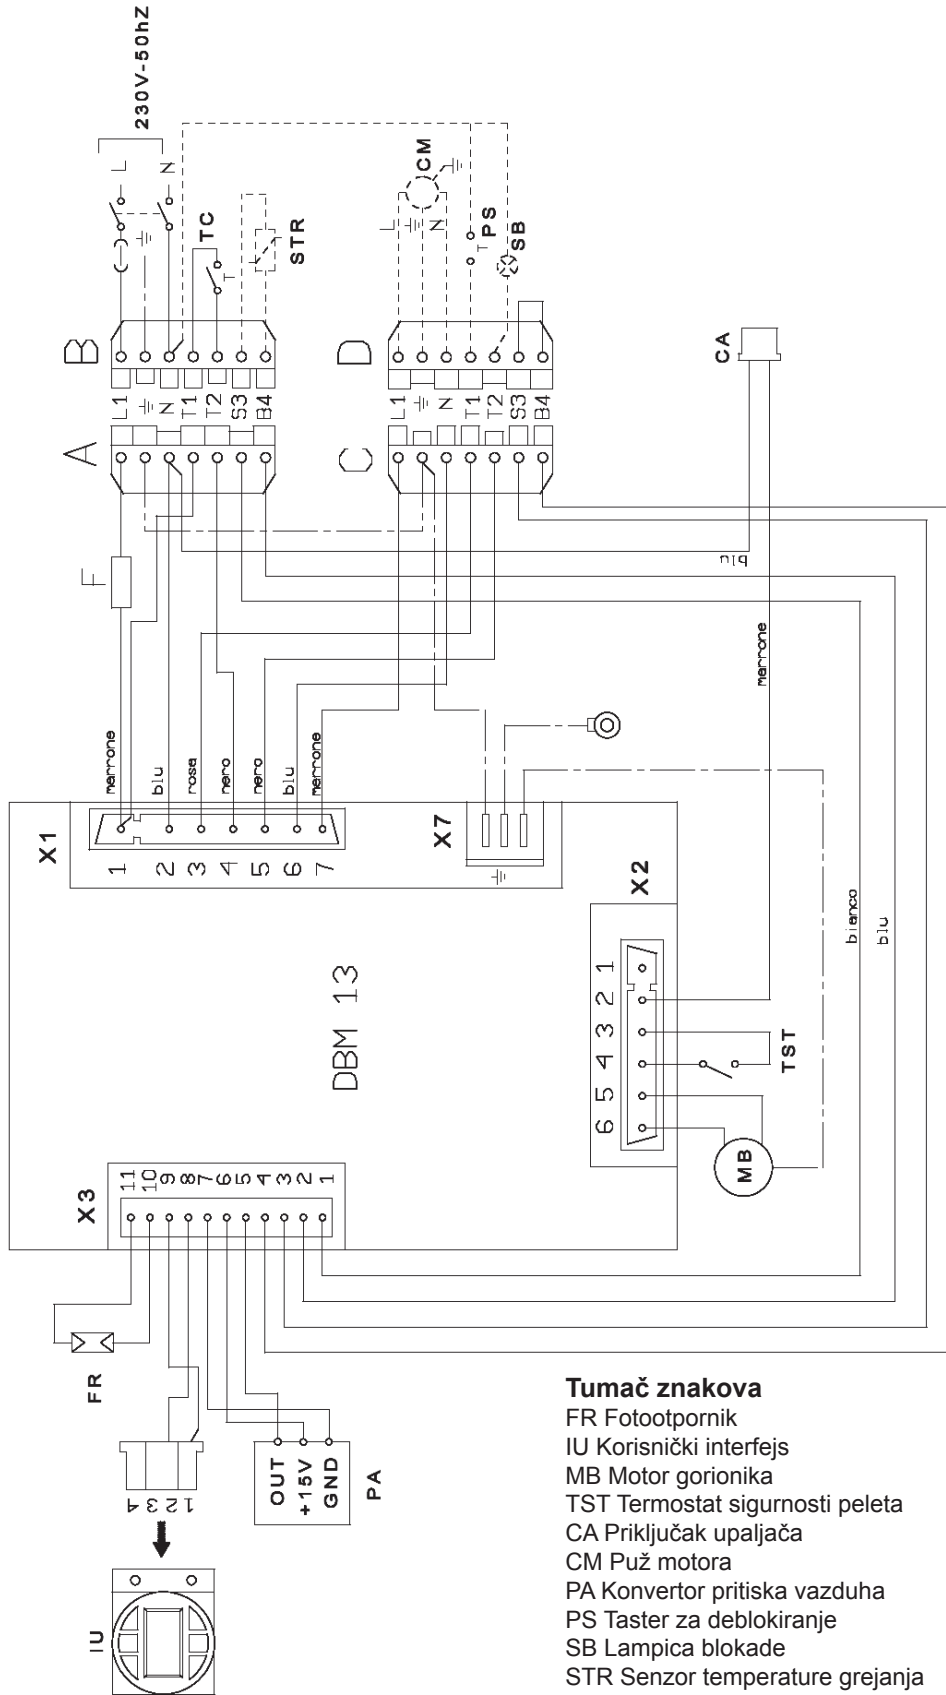 230V-50hZ
L
N
TC
STR
B
A
L1
N
T1
T2
S3
B4
F
L
N
CM
PS
SB
D
C
L1
N
T1
T2
S3
B4
CA
blu
marrone
marrone
blu
rosa
nero
nero
blu
marrone
X1
1
2
3
4
5
6
7
X7
X2
1
2
3
4
5
6
bianco
blu
TST
MB
DBM 13
X3
11
10
9
8
7
6
5
4
3
2
1
FR
1 2 3 4
OUT
+15V
GND
PA
IU
Tumač znakova
FR Fotootpornik
IU Korisnički interfejs
MB Motor gorionika
TST Termostat sigurnosti peleta
CA Priključak upaljača
CM Puž motora
PA Konvertor pritiska vazduha
PS Taster za deblokiranje
SB Lampica blokade
STR Senzor temperature grejanja